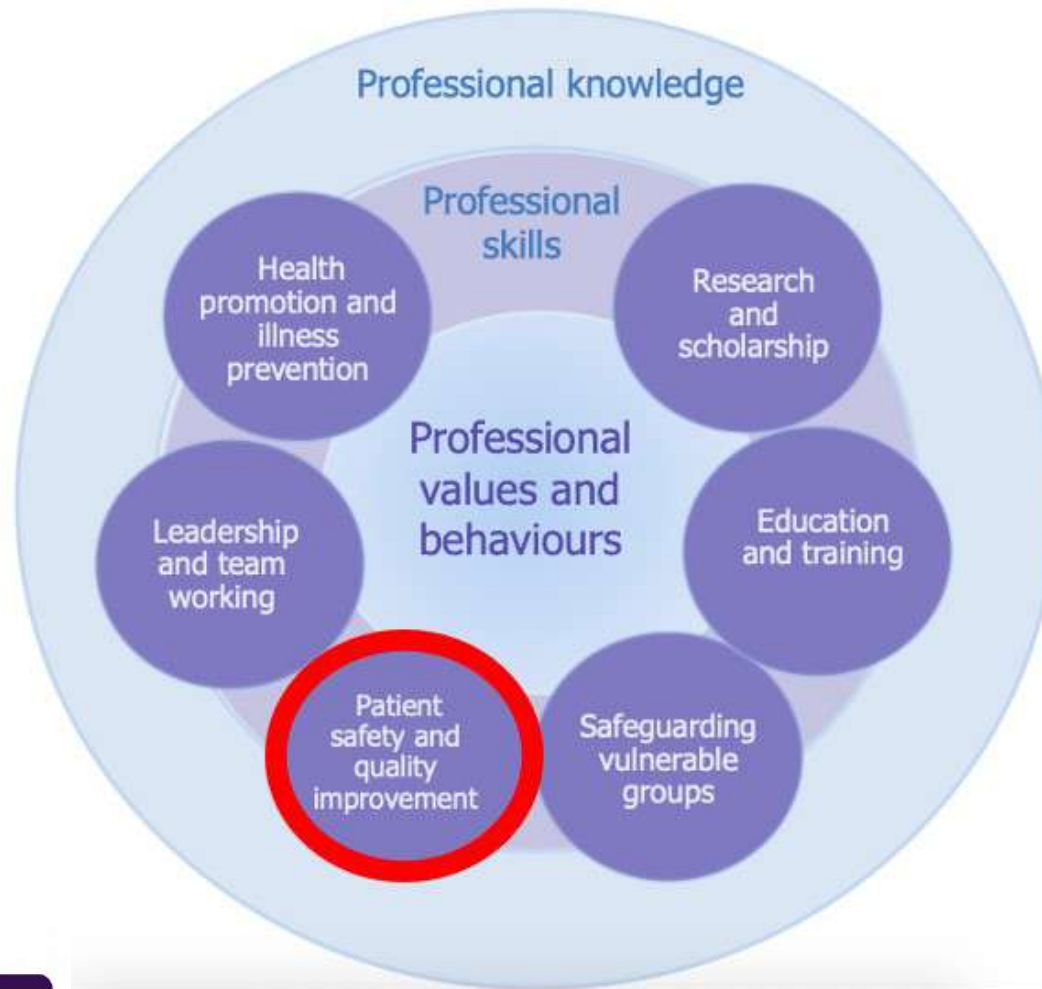 Professional knowledge
Professional
skills
Health
promotion and
illness
prevention
Research
and
scholarship
Professional
values and
behaviours
Leadership
and team
working
Education
and training
Patient
safety and
quality
improvement
Safeguarding
vulnerable
groups